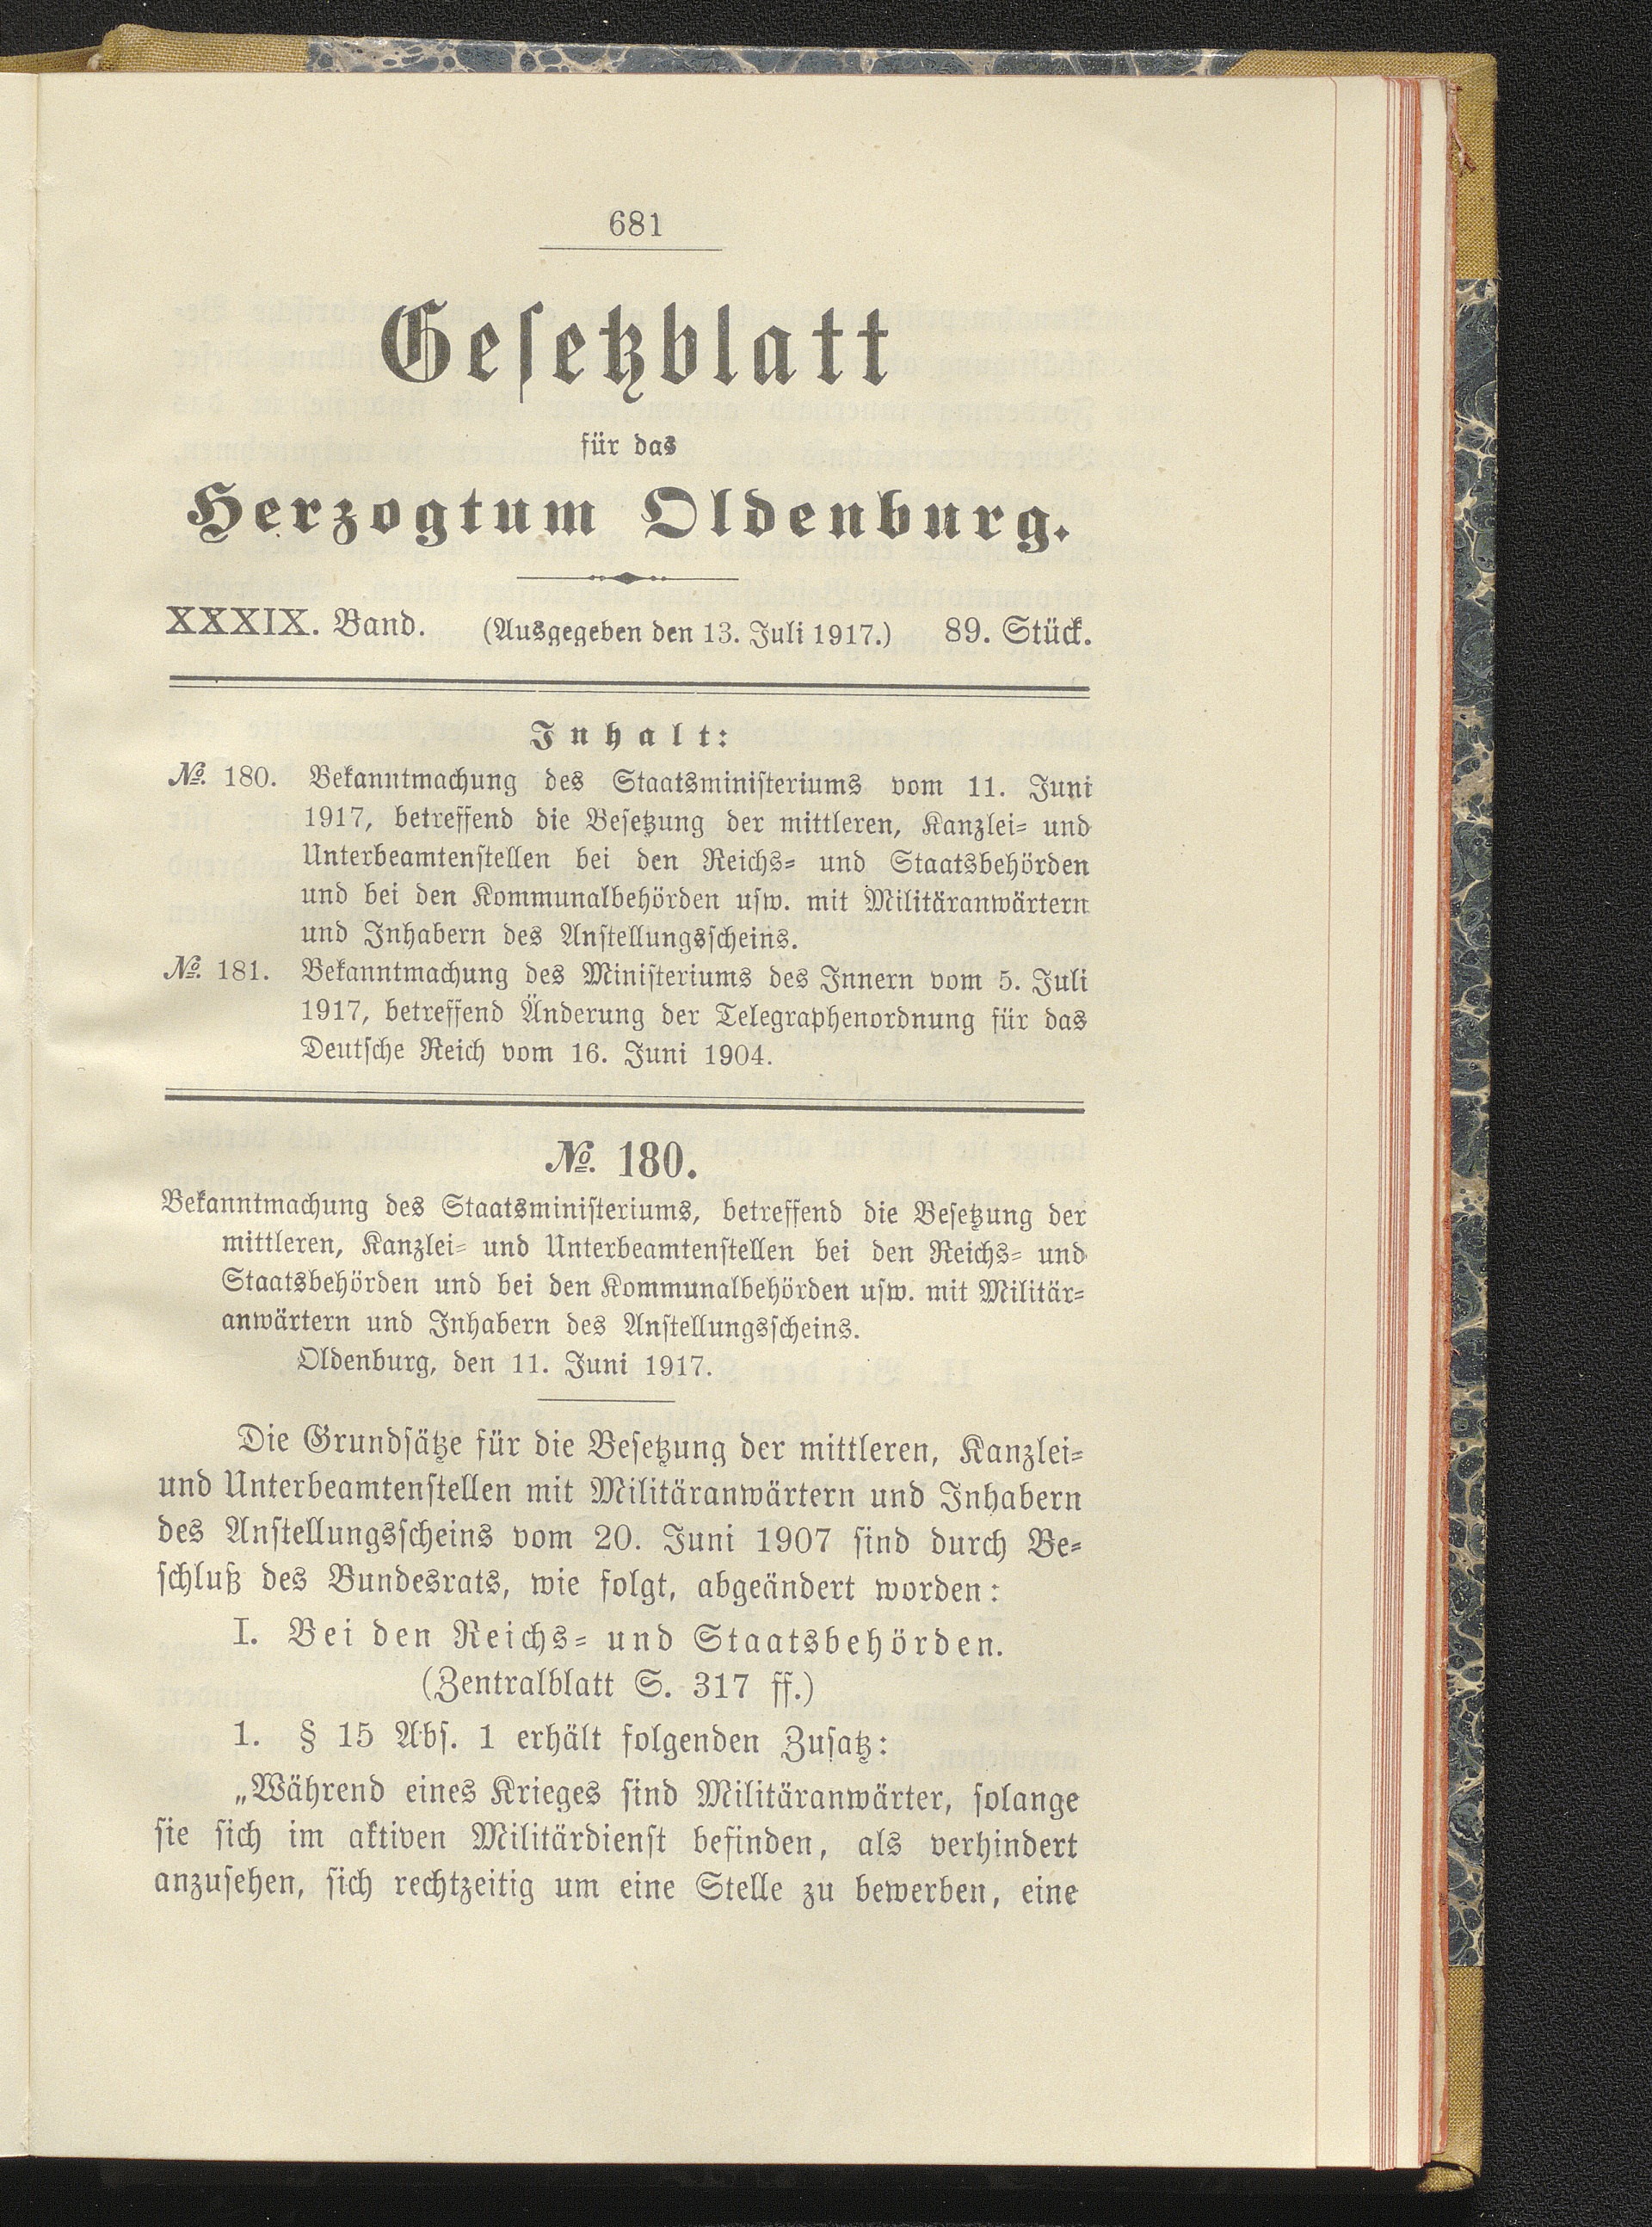 681
Gesetzblatt
für das
Herzogtum Oldenburg.
XXXIX. Band. (Ausgegeben den 13. Juli 1917.) 89. Stück.
Inhalt:
№. 180. Bekanntmachung des Staatsministeriums vom 11. Juni
1917, betreffend die Besetzung der mittleren, Kanzlei- und
Unterbeamtenstellen bei den Reichs- und Staatsbehörden
und bei den Kommunalbehörden usw. mit Militäranwärtern
und Inhabern des Anstellungsscheins.
№. 181. Bekanntmachung des Ministeriums des Innern vom 5. Juli
1917, betreffend Änderung der Telegraphenordnung für das
Deutsche Reich vom 16. Juni 1904.
№. 180.
Bekanntmachung des Staatsministeriums, betreffend die Besetzung der
mittleren, Kanzlei- und Unterbeamtenstellen bei den Reichs- und
Staatsbehörden und bei den Kommunalbehörden usw. mit Militär-
anwärtern und Inhabern des Anstellungsscheins.
Oldenburg, den 11. Juni 1917.
Die Grundsätze für die Besetzung der mittleren, Kanzlei-
und Unterbeamtenstellen mit Militäranwärtern und Inhabern
des Anstellungsscheins vom 20. Juni 1907 sind durch Be-
schluß des Bundesrats, wie folgt, abgeändert worden:
I. Bei den Reichs- und Staatsbehörden.
(Zentralblatt S. 317 ff.)
1. § 15 Abs. 1 erhält folgenden Zusatz:
„Während eines Krieges sind Militäranwärter, solange
sie sich im aktiven Militärdienst befinden, als verhindert
anzusehen, sich rechtzeitig um eine Stelle zu bewerben, eine